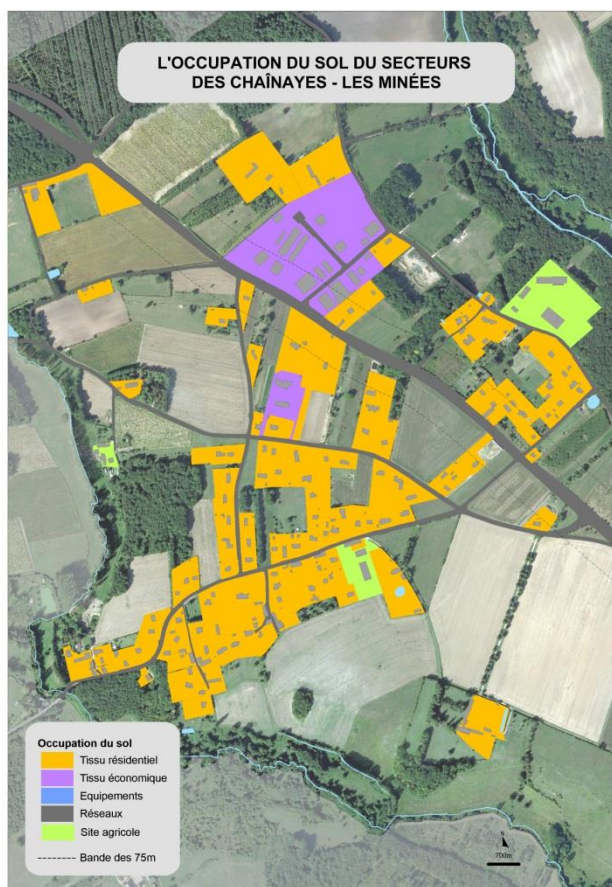 L'OCCUPATION DU SOL DU SECTEURS
DES CHAÎNAYES - LES MINÉES
Occupation du sol
Tissu résidentiel
Tissu économique
Equipements
Réseaux
Site agricole
Bande des 75m
N
700m